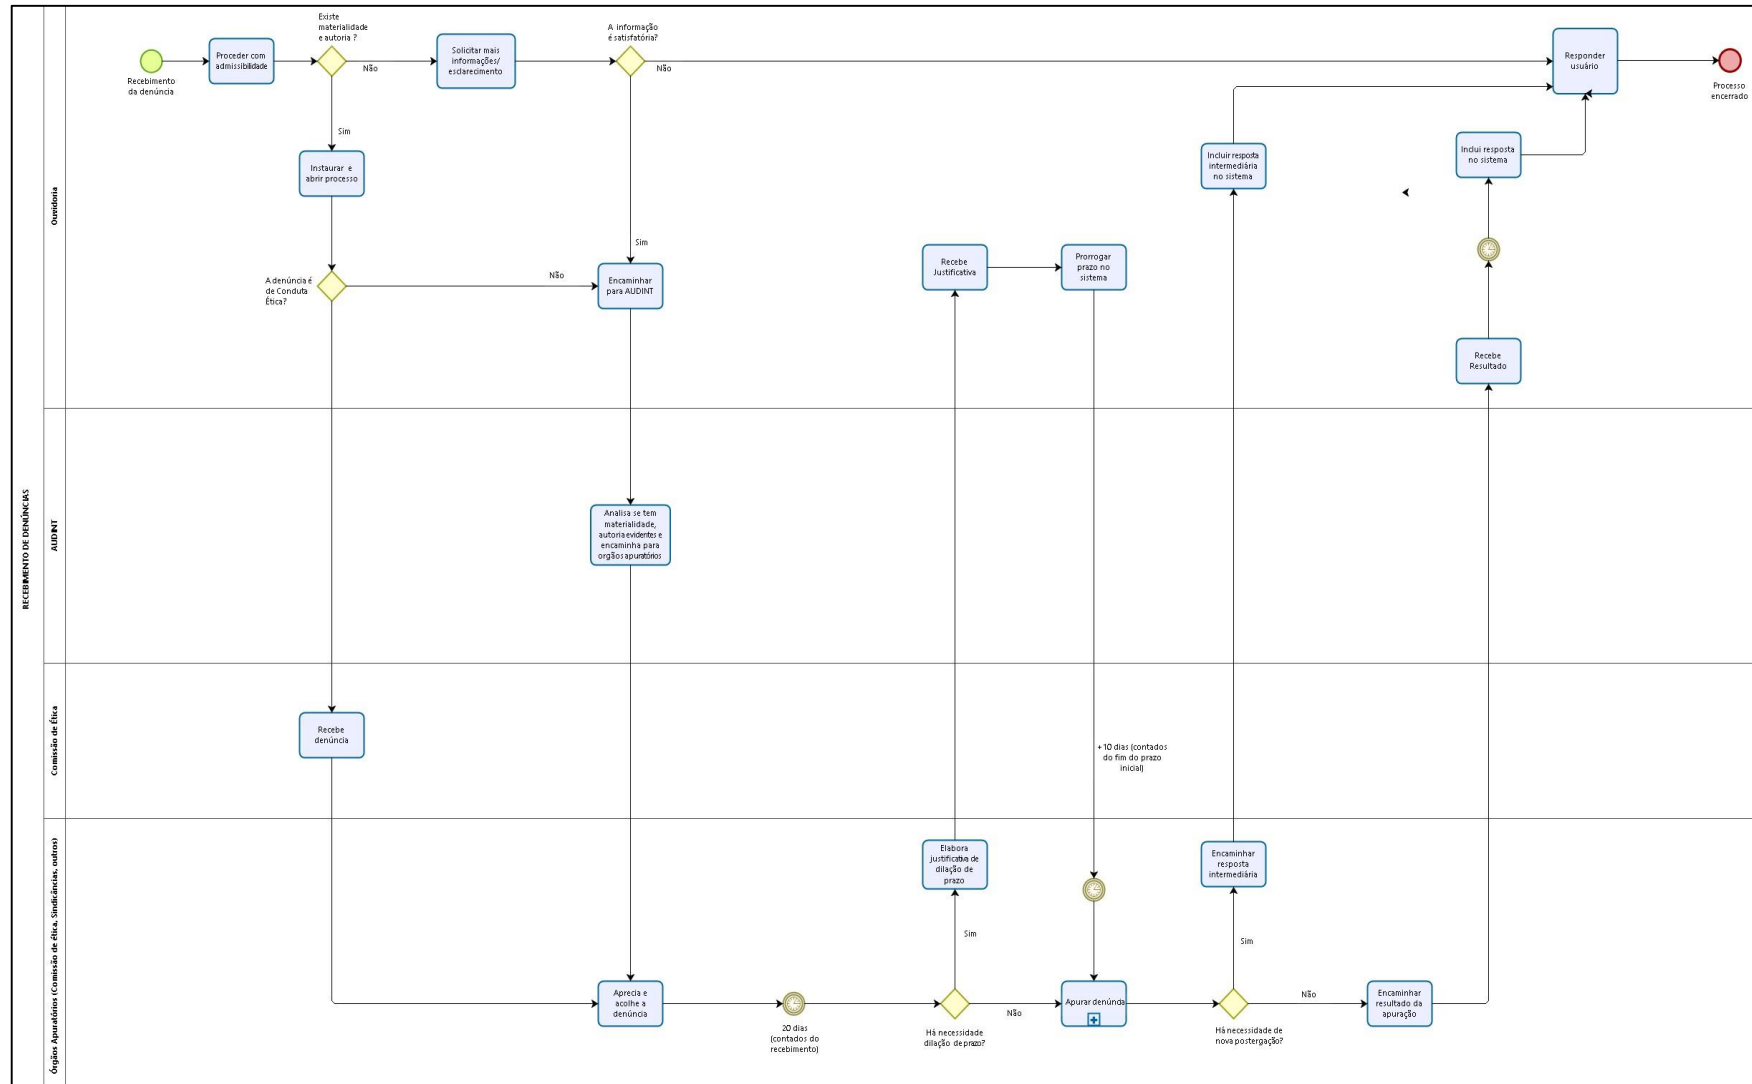 RECEBIMENTO DE DENÚNCIAS
Ouvidoria
Recebimento
da denúncia
Proceder com
admissibilidade
Existe
materialidade
e autoria ?
Não
Sim
Solicitar mais
informações/
esclarecimento
A informação
é satisfatória?
Não
Sim
Responder
usuário
Processo
encerrado
Instaurar e
abrir processo
Incluir resposta
intermediária
no sistema
Inclui resposta
no sistema
A denúncia é
de Conduta
Ética?
Não
Encaminhar
para AUDINT
Recebe
Justificativa
Prorrogar
prazo no
sistema
Recebe
Resultado
AUDINT
Analisa se tem
materialidade,
autoria evidentes e
encaminha para
orgãos apuratórios
Comissão de Ética
Recebe
denúncia
+ 10 dias (contados
do fim do prazo
inicial)
Órgãos Apuratórios (Comissão de ética, Sindicâncias, outros)
Elabora
justificativa de
dilação de
prazo
Encaminhar
resposta
intermediária
Sim
Sim
Aprecia e
acolhe a
denúncia
20 dias
(contados do
recebimento)
Há necessidade
dilação de prazo?
Não
Apurar denúncia
Há necessidade de
nova postergação?
Não
Encaminhar
resultado da
apuração